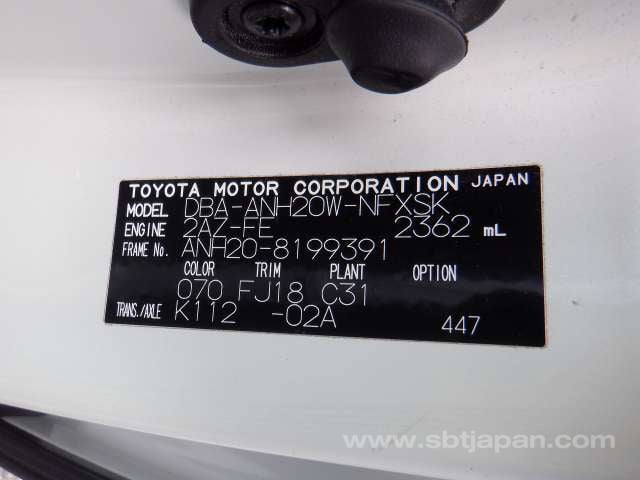 TOYOTA MOTOR CORPORATION JAPAN
MODEL DBA-ANH20W-NFXSK
ENGINE 2AZ-FE 2362 mL
FRAME No. ANH20-8199391
COLOR TRIM PLANT OPTION
070 FJ18 C31
TRANS./AXLE K112 -02A 447
www.sbtjapan.com